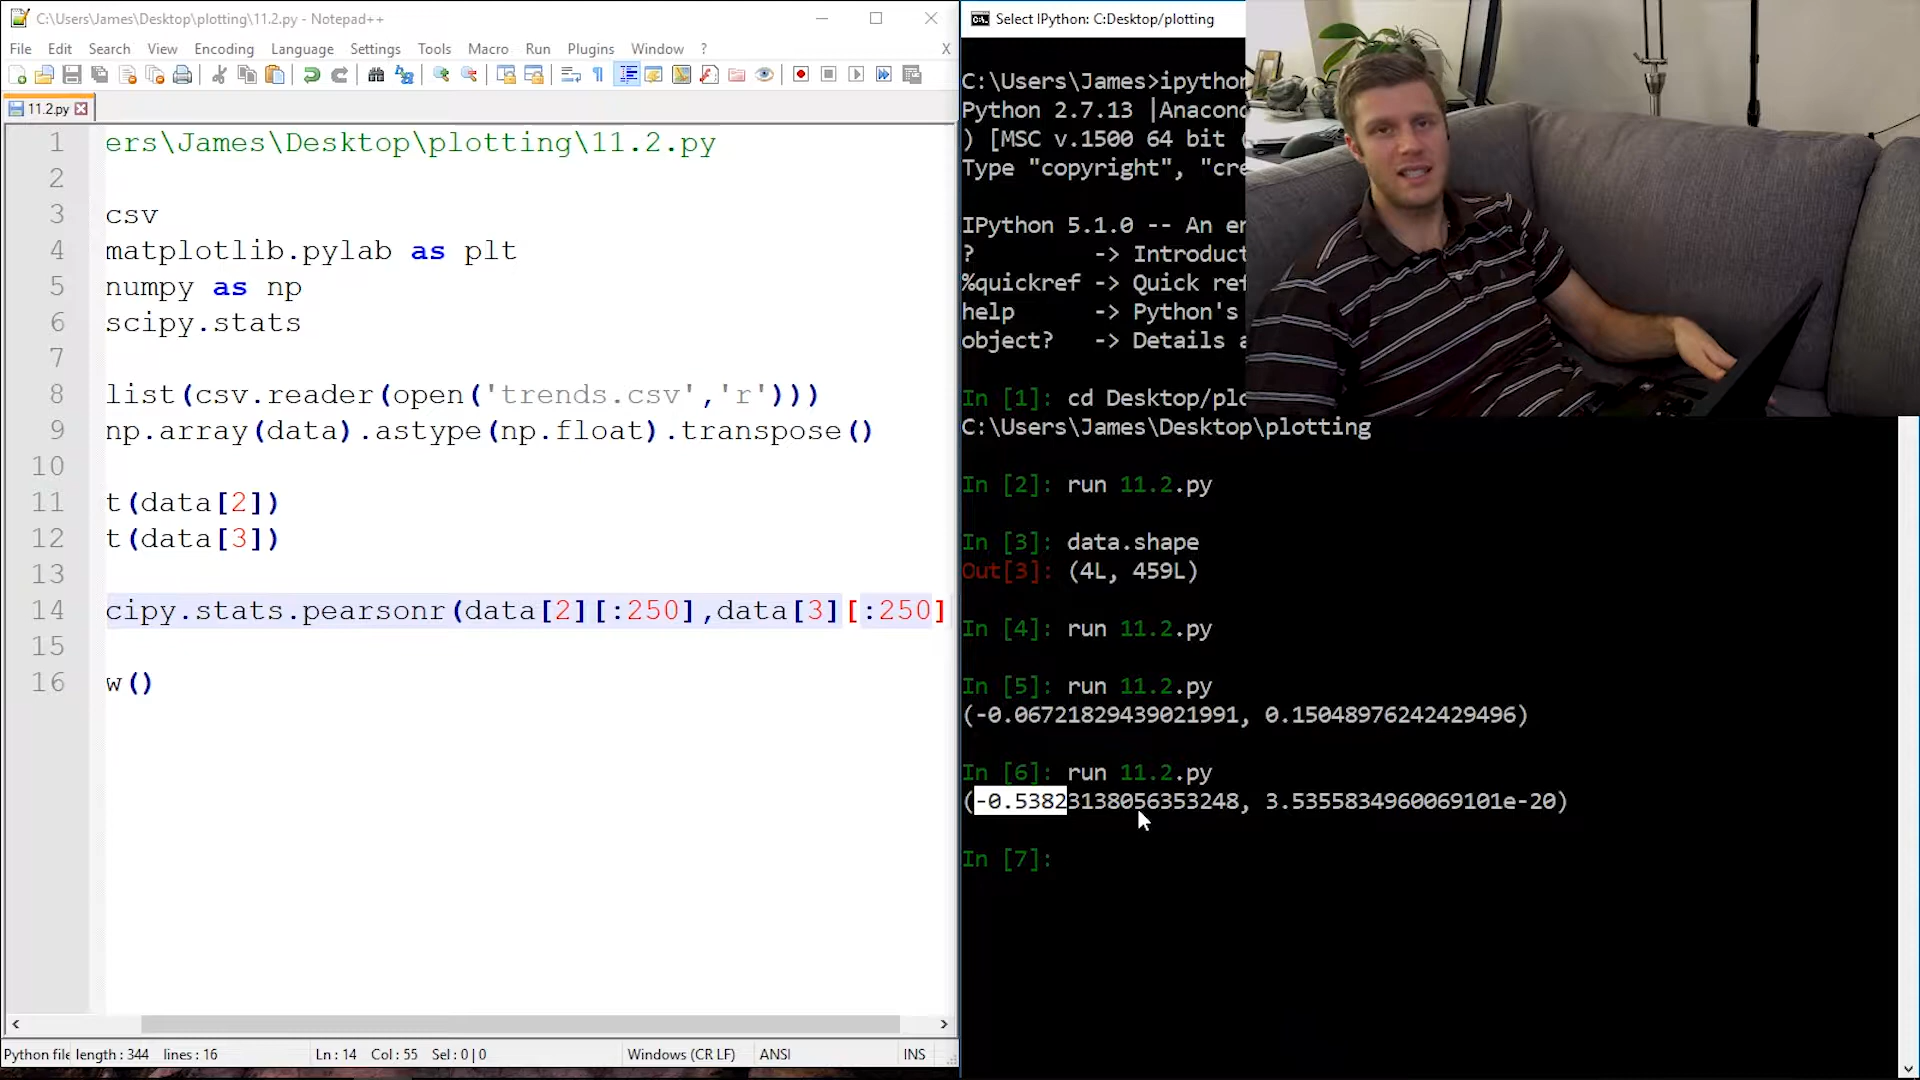 C:\Users\James\Desktop\plotting\11.2.py - Notepad++
File Edit Search View Encoding Language Settings Tools Macro Run Plugins Window ? X
11.2.py
1 ers\James\Desktop\plotting\11.2.py
2
3 csv
4 matplotlib.pylab as plt
5 numpy as np
6 scipy.stats
7
8 list(csv.reader(open('trends.csv','r')))
9 np.array(data).astype(np.float).transpose()
10
11 t(data[2])
12 t(data[3])
13
14 cipy.stats.pearsonr(data[2][:250],data[3][:250]
15
16 w()
Python file length : 344 lines : 16 Ln : 14 Col : 55 Sel : 0 | 0 Windows (CR LF) ANSI INS
Select IPython: C:Desktop/plotting
C:\Users\James>ipython
Python 2.7.13 |Anacond
) [MSC v.1500 64 bit (
Type "copyright", "cre
IPython 5.1.0 -- An en
? -> Introduct
%quickref -> Quick ref
help -> Python's
object? -> Details a
In [1]: cd Desktop/plo
C:\Users\James\Desktop\plotting
In [2]: run 11.2.py
In [3]: data.shape
Out[3]: (4L, 459L)
In [4]: run 11.2.py
In [5]: run 11.2.py
(-0.06721829439021991, 0.15048976242429496)
In [6]: run 11.2.py
(-0.538231380563​53248, 3.5355834960069101e-20)
In [7]: